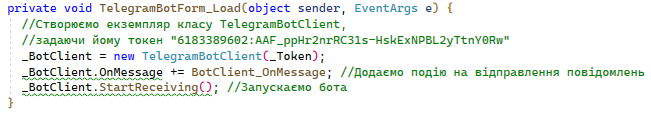 private void TelegramBotForm_Load(object sender, EventArgs e) {
//Створюємо екземпляр класу TelegramBotClient,
//задаючи йому токен "6183389602:AAF_ppHr2nrRC31s-HskExNPBL2yTtnY0Rw"
_BotClient = new TelegramBotClient(_Token);
_BotClient.OnMessage += BotClient_OnMessage; //Додаємо подію на відправлення повідомлень
_BotClient.StartReceiving(); //Запускаємо бота
}